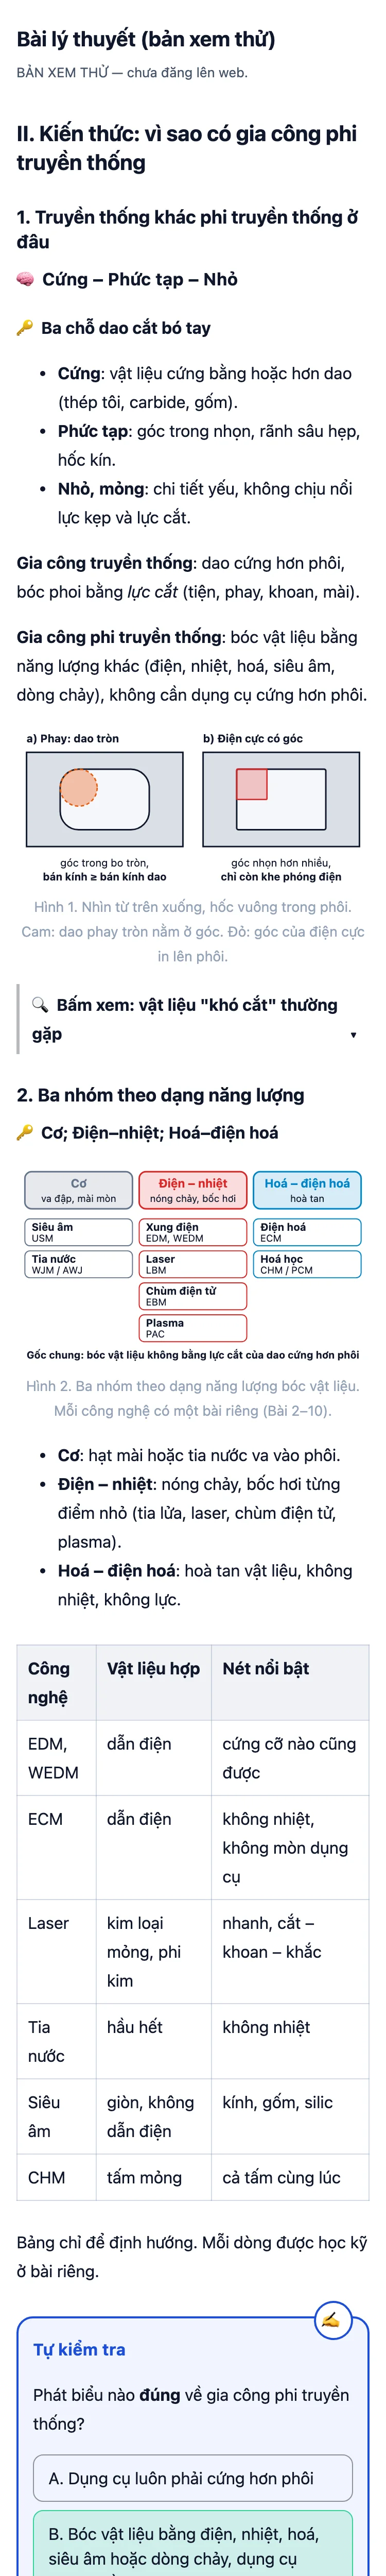 Bài lý thuyết (bản xem thử)
BẢN XEM THỬ — chưa đăng lên web.
II. Kiến thức: vì sao có gia công phi
truyền thống
1. Truyền thống khác phi truyền thống ở
đâu
🧠 Cứng – Phức tạp – Nhỏ
🔑 Ba chỗ dao cắt bó tay
• Cứng: vật liệu cứng bằng hoặc hơn dao
(thép tôi, carbide, gốm).
• Phức tạp: góc trong nhọn, rãnh sâu hẹp,
hốc kín.
• Nhỏ, mỏng: chi tiết yếu, không chịu nổi
lực kẹp và lực cắt.
Gia công truyền thống: dao cứng hơn phôi,
bóc phoi bằng lực cắt (tiện, phay, khoan, mài).
Gia công phi truyền thống: bóc vật liệu bằng
năng lượng khác (điện, nhiệt, hoá, siêu âm,
dòng chảy), không cần dụng cụ cứng hơn phôi.
a) Phay: dao tròn
b) Điện cực có góc
góc trong bo tròn,
bán kính ≥ bán kính dao
góc nhọn hơn nhiều,
chỉ còn khe phóng điện
Hình 1. Nhìn từ trên xuống, hốc vuông trong phôi.
Cam: dao phay tròn nằm ở góc. Đỏ: góc của điện cực
in lên phôi.
🔍 Bấm xem: vật liệu "khó cắt" thường
gặp ▼
2. Ba nhóm theo dạng năng lượng
🔑 Cơ; Điện–nhiệt; Hoá–điện hoá
Cơ
va đập, mài mòn
Điện – nhiệt
nóng chảy, bốc hơi
Hoá – điện hoá
hoà tan
Siêu âm
USM
Xung điện
EDM, WEDM
Điện hoá
ECM
Tia nước
WJM / AWJ
Laser
LBM
Hoá học
CHM / PCM
Chùm điện tử
EBM
Plasma
PAC
Gốc chung: bóc vật liệu không bằng lực cắt của dao cứng hơn phôi
Hình 2. Ba nhóm theo dạng năng lượng bóc vật liệu.
Mỗi công nghệ có một bài riêng (Bài 2–10).
• Cơ: hạt mài hoặc tia nước va vào phôi.
• Điện – nhiệt: nóng chảy, bốc hơi từng
điểm nhỏ (tia lửa, laser, chùm điện tử,
plasma).
• Hoá – điện hoá: hoà tan vật liệu, không
nhiệt, không lực.
Công
nghệ
Vật liệu hợp
Nét nổi bật
EDM,
WEDM
dẫn điện
cứng cỡ nào cũng
được
ECM
dẫn điện
không nhiệt,
không mòn dụng
cụ
Laser
kim loại
mỏng, phi
kim
nhanh, cắt –
khoan – khắc
Tia
nước
hầu hết
không nhiệt
Siêu
âm
giòn, không
dẫn điện
kính, gốm, silic
CHM
tấm mỏng
cả tấm cùng lúc
Bảng chỉ để định hướng. Mỗi dòng được học kỹ
ở bài riêng.
✍️
Tự kiểm tra
Phát biểu nào đúng về gia công phi truyền
thống?
A. Dụng cụ luôn phải cứng hơn phôi
B. Bóc vật liệu bằng điện, nhiệt, hoá,
siêu âm hoặc dòng chảy, dụng cụ